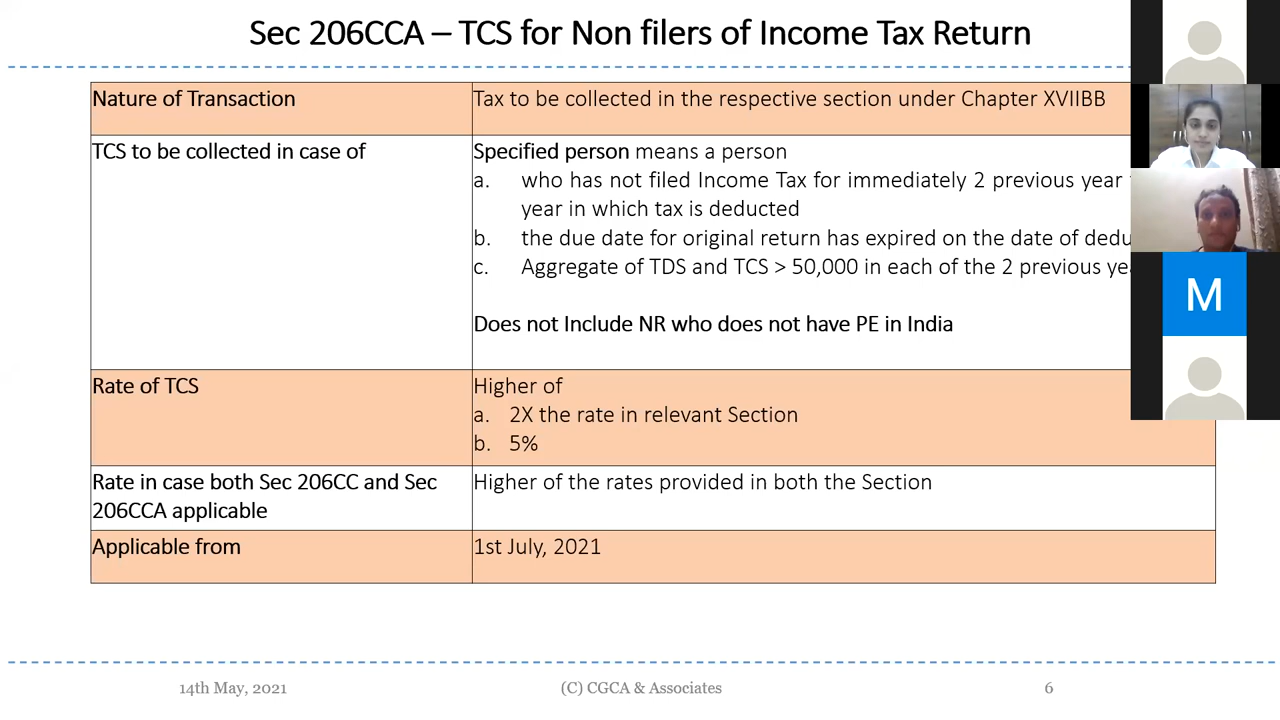 Sec 206CCA – TCS for Non filers of Income Tax Return
Nature of Transaction
Tax to be collected in the respective section under Chapter XVIIBB
TCS to be collected in case of
Specified person means a person
a. who has not filed Income Tax for immediately 2 previous year
year in which tax is deducted
b. the due date for original return has expired on the date of
c. Aggregate of TDS and TCS > 50,000 in each of the 2 previous
Does not Include NR who does not have PE in India
Rate of TCS
Higher of
a. 2X the rate in relevant Section
b. 5%
Rate in case both Sec 206CC and Sec
206CCA applicable
Higher of the rates provided in both the Section
Applicable from
1st July, 2021
M
14th May, 2021
(C) CGCA & Associates
6